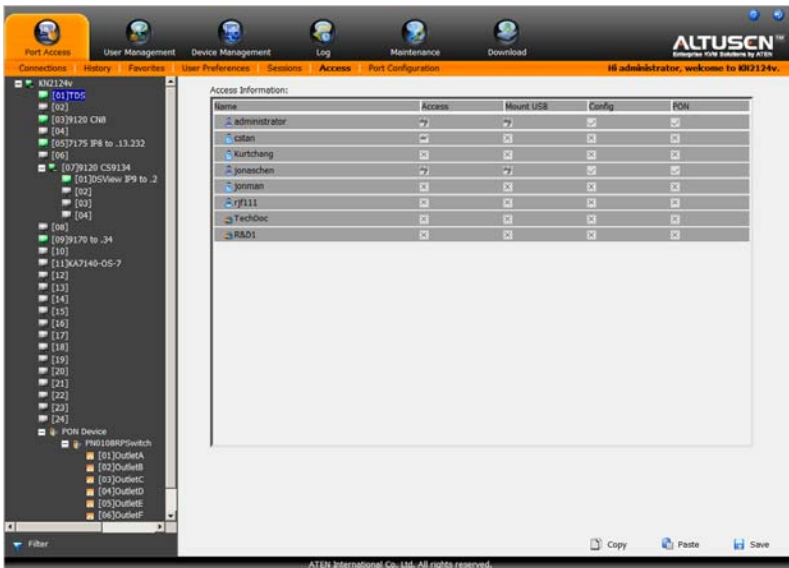 ALTUSEN™
Enterprise KVM Solutions by ATEN
Port Access User Management Device Management Log Maintenance Download
Connections History Favorites User Preferences Sessions Access Port Configuration Hi administrator, welcome to KN2124v.
KN2124v
[01]TDS
[02]
[03]9120 CN8
[04]
[05]7175 IP8 to .13.232
[06]
[07]9120 CS9134
[01]DSView IP9 to .2
[02]
[03]
[04]
[08]
[09]9170 to .34
[10]
[11]KA7140-OS-7
[12]
[13]
[14]
[15]
[16]
[17]
[18]
[19]
[20]
[21]
[22]
[23]
[24]
PON Device
PN0108RPSwitch
[01]OutletA
[02]OutletB
[03]OutletC
[04]OutletD
[05]OutletE
[06]OutletF
Filter
Access Information:
Name Access Mount USB Config PON
administrator
cstan
Kurtchang
jonaschen
jonman
rjf111
TechDoc
R&D1
Copy Paste Save
ATEN International Co. Ltd. All rights reserved.